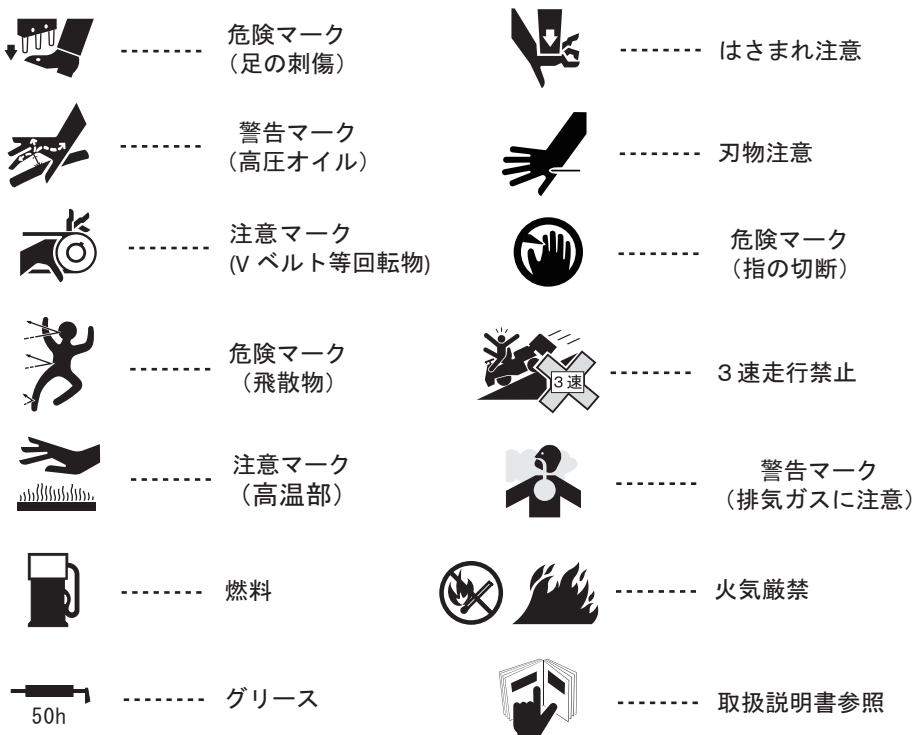 危険マーク
（足の刺傷）
はさまれ注意
警告マーク
（高圧オイル）
刃物注意
注意マーク
(V ベルト等回転物)
危険マーク
（指の切断）
危険マーク
（飛散物）
3速
3速走行禁止
注意マーク
（高温部）
警告マーク
（排気ガスに注意）
燃料
火気厳禁
50h
グリース
取扱説明書参照